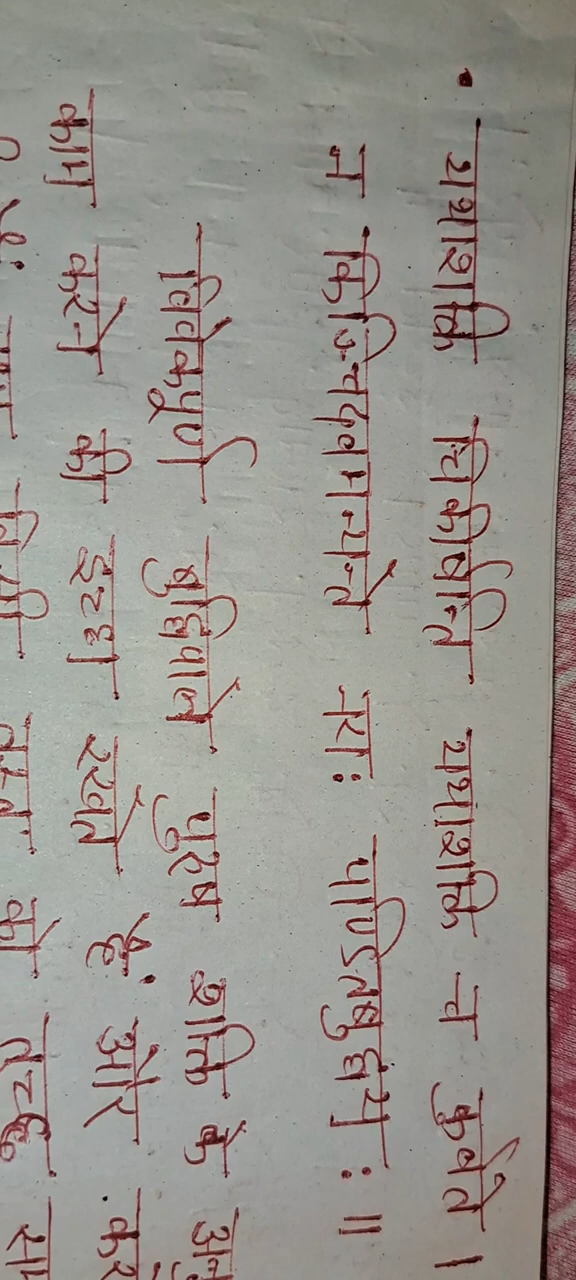 • यथाशक्ति चिकीर्षन्ति यथाशक्ति च कुर्वते ।
न किञ्चिदवमन्यन्ते नराः पण्डितबुद्धयः ॥
विवेकपूर्ण बुद्धिवाले पुरुष शक्ति के अनु
काम करने की इच्छा रखते हैं और कर
किसी वस्तु को तुच्छ